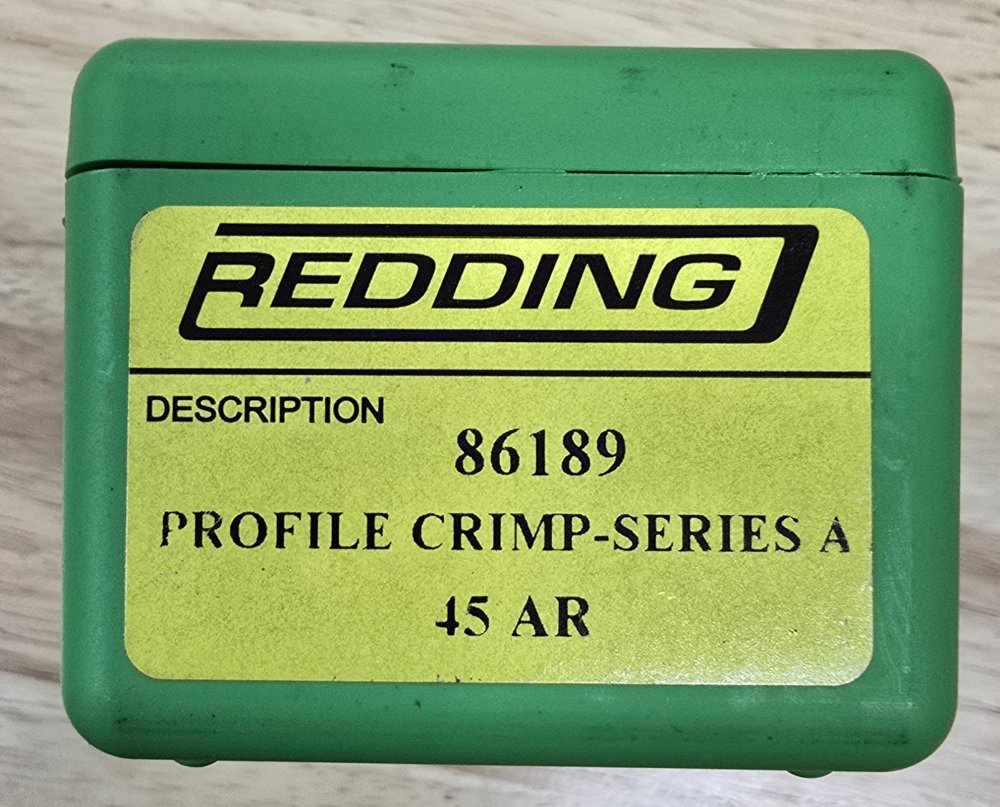 REDDING
DESCRIPTION
86189
PROFILE CRIMP-SERIES A
45 AR